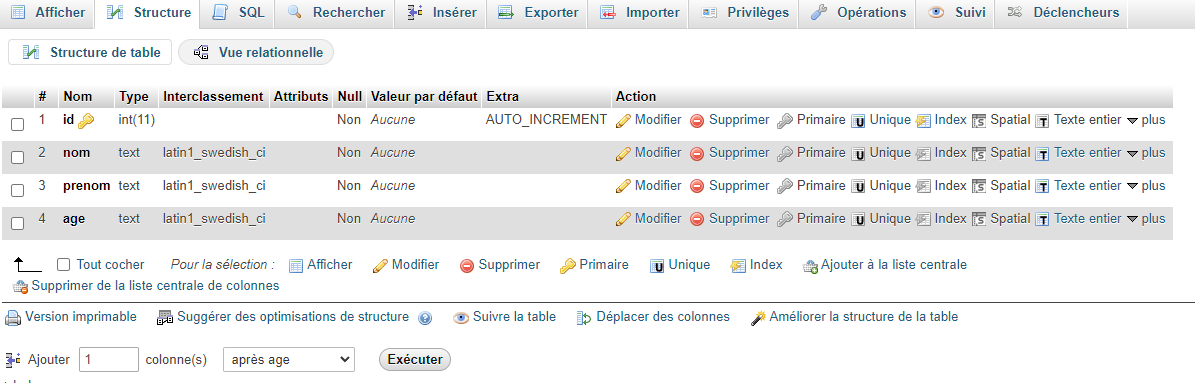 Afficher Structure SQL Rechercher Insérer Exporter Importer Privilèges Opérations Suivi Déclencheurs
Structure de table Vue relationnelle
# Nom Type Interclassement Attributs Null Valeur par défaut Extra Action
1 id int(11) Non Aucune AUTO_INCREMENT Modifier Supprimer Primaire Unique Index Spatial Texte entier plus
2 nom text latin1_swedish_ci Non Aucune Modifier Supprimer Primaire Unique Index Spatial Texte entier plus
3 prenom text latin1_swedish_ci Non Aucune Modifier Supprimer Primaire Unique Index Spatial Texte entier plus
4 age text latin1_swedish_ci Non Aucune Modifier Supprimer Primaire Unique Index Spatial Texte entier plus
Tout cocher Pour la sélection : Afficher Modifier Supprimer Primaire Unique Index Ajouter à la liste centrale
Supprimer de la liste centrale de colonnes
Version imprimable Suggérer des optimisations de structure Suivre la table Déplacer des colonnes Améliorer la structure de la table
Ajouter 1 colonne(s) après age Exécuter